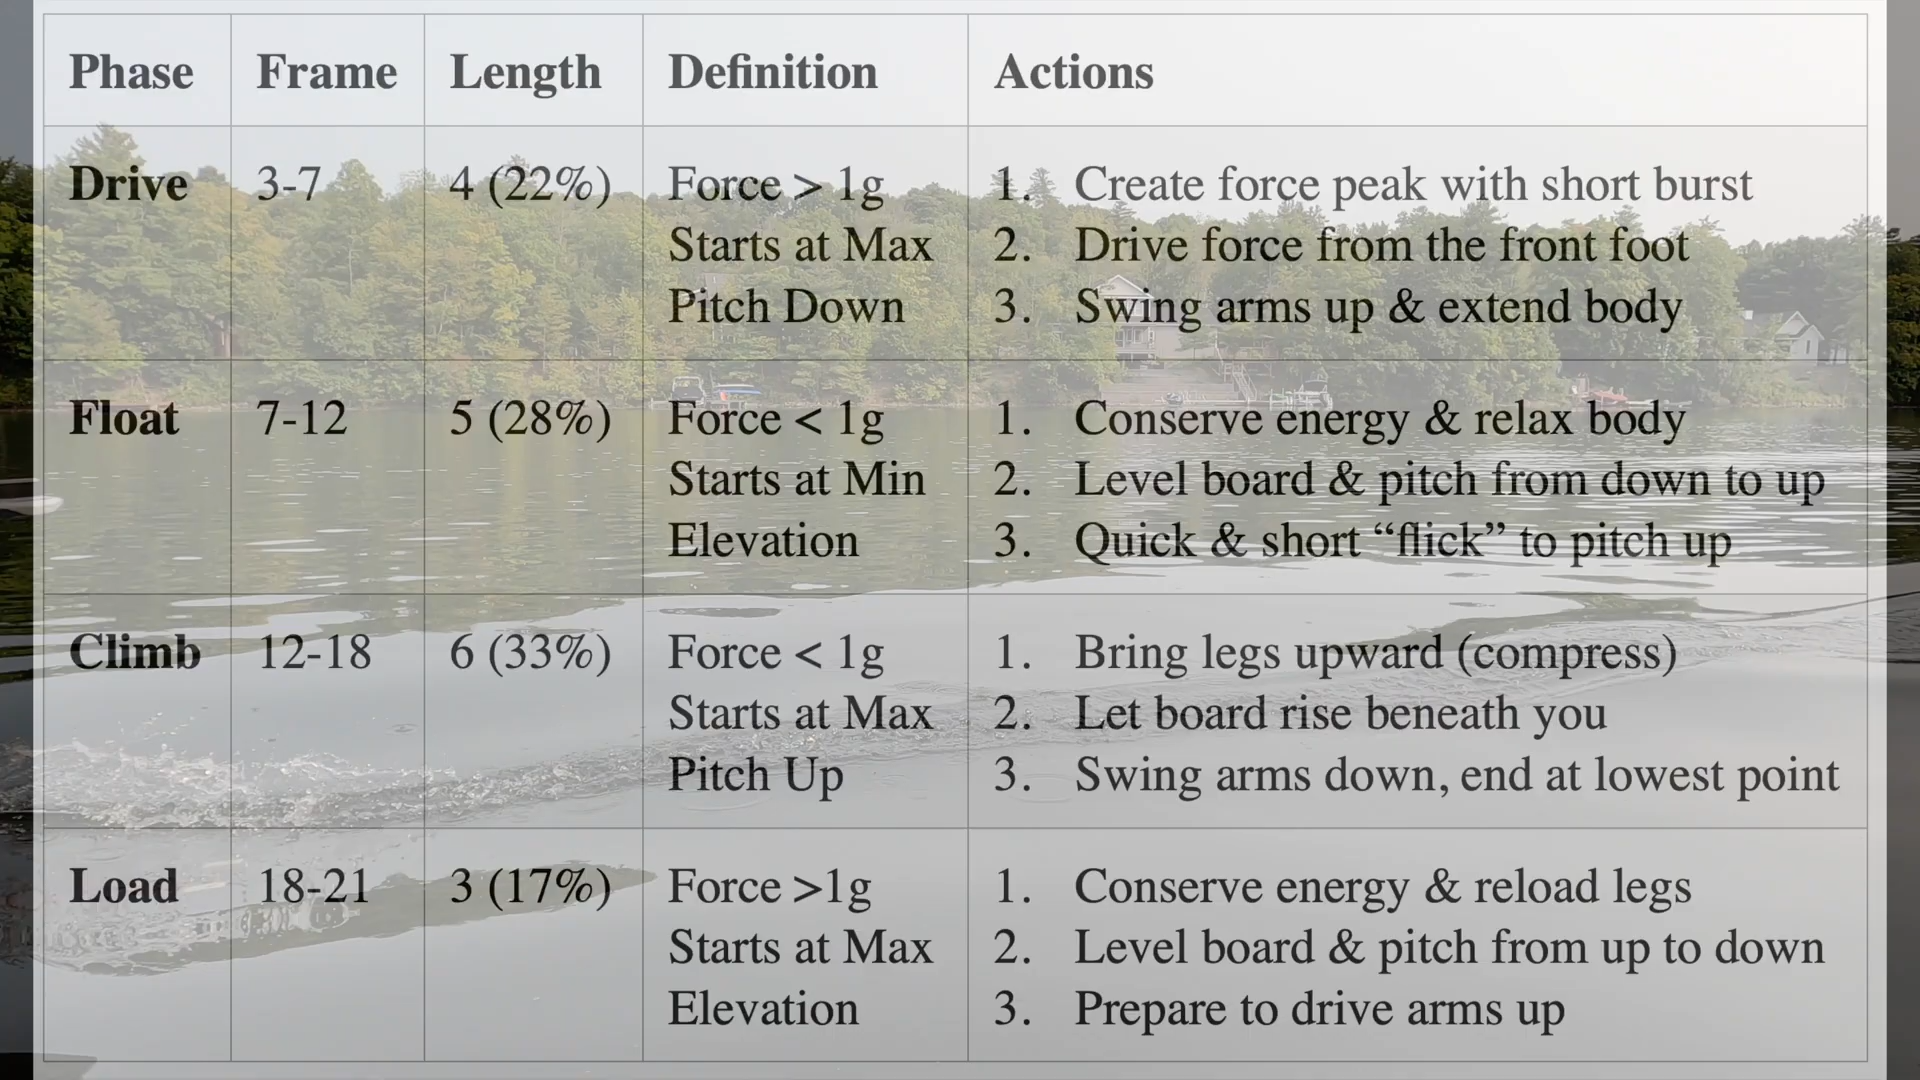 Phase Frame Length Definition Actions
Drive 3-7 4 (22%) Force > 1g 1. Create force peak with short burst
Starts at Max 2. Drive force from the front foot
Pitch Down 3. Swing arms up & extend body
Float 7-12 5 (28%) Force < 1g 1. Conserve energy & relax body
Starts at Min 2. Level board & pitch from down to up
Elevation 3. Quick & short “flick” to pitch up
Climb 12-18 6 (33%) Force < 1g 1. Bring legs upward (compress)
Starts at Max 2. Let board rise beneath you
Pitch Up 3. Swing arms down, end at lowest point
Load 18-21 3 (17%) Force >1g 1. Conserve energy & reload legs
Starts at Max 2. Level board & pitch from up to down
Elevation 3. Prepare to drive arms up